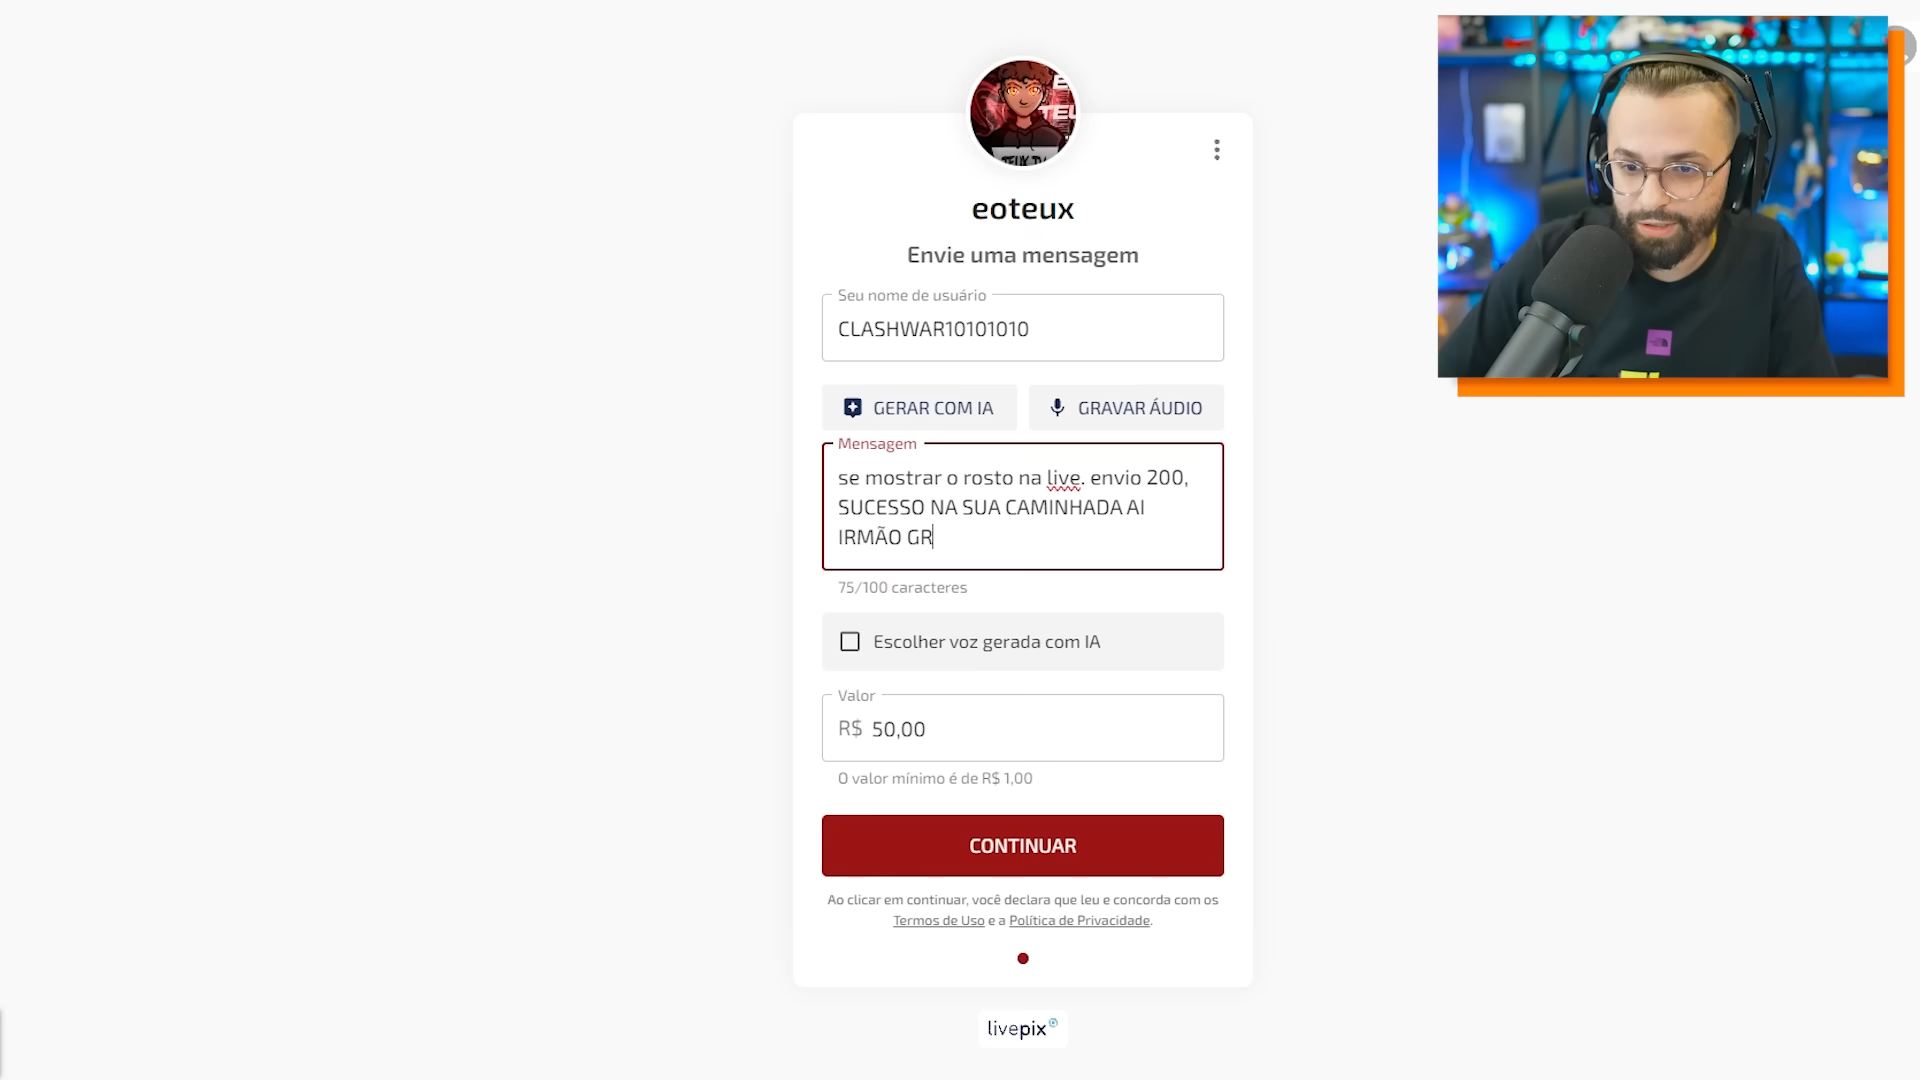 eoteux
Envie uma mensagem
Seu nome de usuário
CLASHWAR10101010
GERAR COM IA
GRAVAR ÁUDIO
Mensagem
se mostrar o rosto na live. envio 200,
SUCESSO NA SUA CAMINHADA AI
IRMÃO GR
75/100 caracteres
Escolher voz gerada com IA
Valor
R$ 50,00
O valor mínimo é de R$ 1,00
CONTINUAR
Ao clicar em continuar, você declara que leu e concorda com os
Termos de Uso e a Política de Privacidade.
livepix